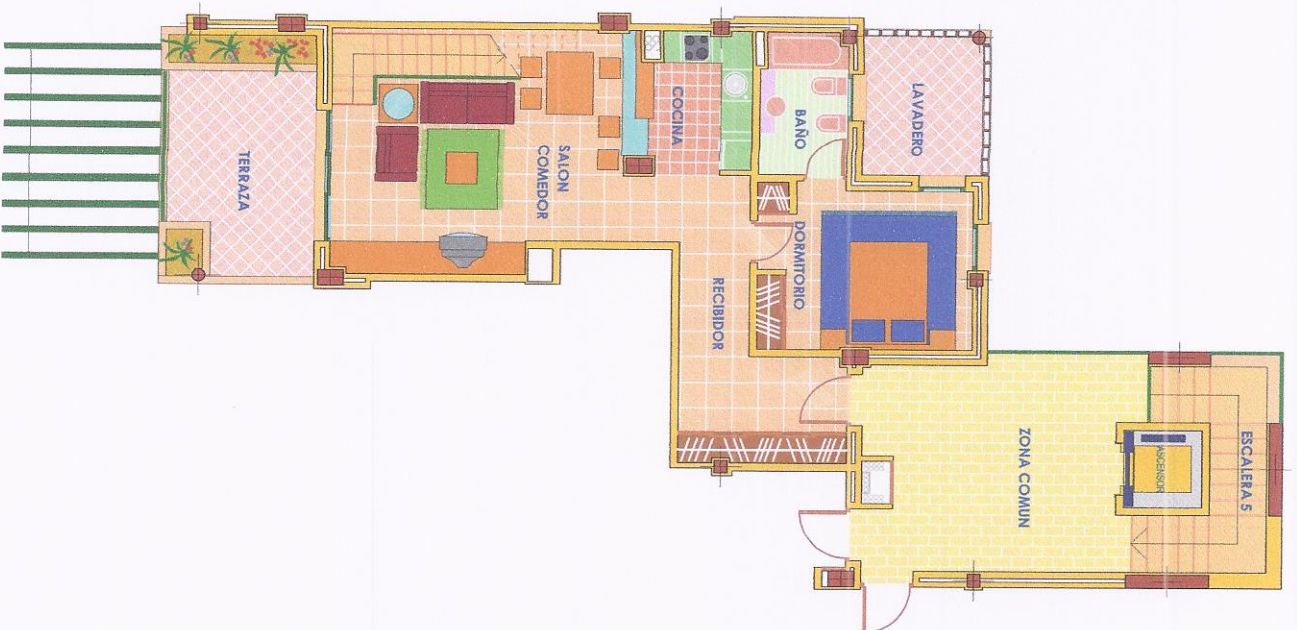 TERRAZA
SALON
COMEDOR
COCINA
BAÑO
LAVADERO
DORMITORIO
RECIBIDOR
ZONA COMUN
ASCENSOR
ESCALERA 5